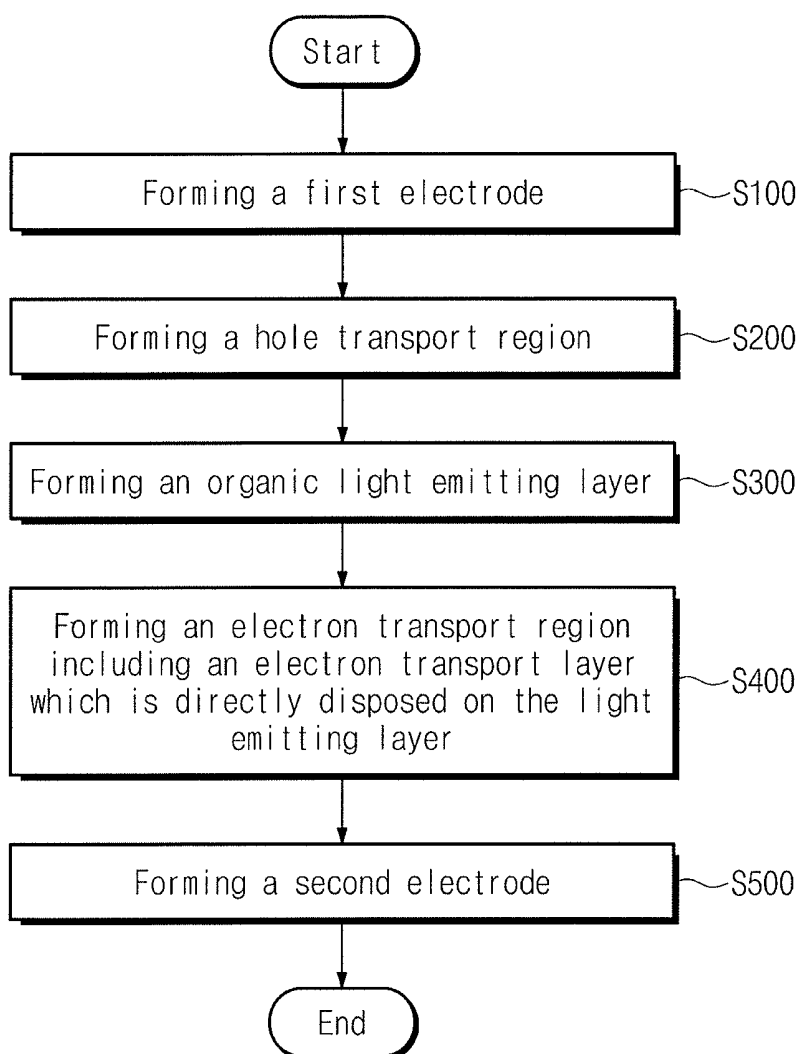 Start
Forming a first electrode
S100
Forming a hole transport region
S200
Forming an organic light emitting layer
S300
Forming an electron transport region
including an electron transport layer
which is directly disposed on the light
emitting layer
S400
Forming a second electrode
S500
End